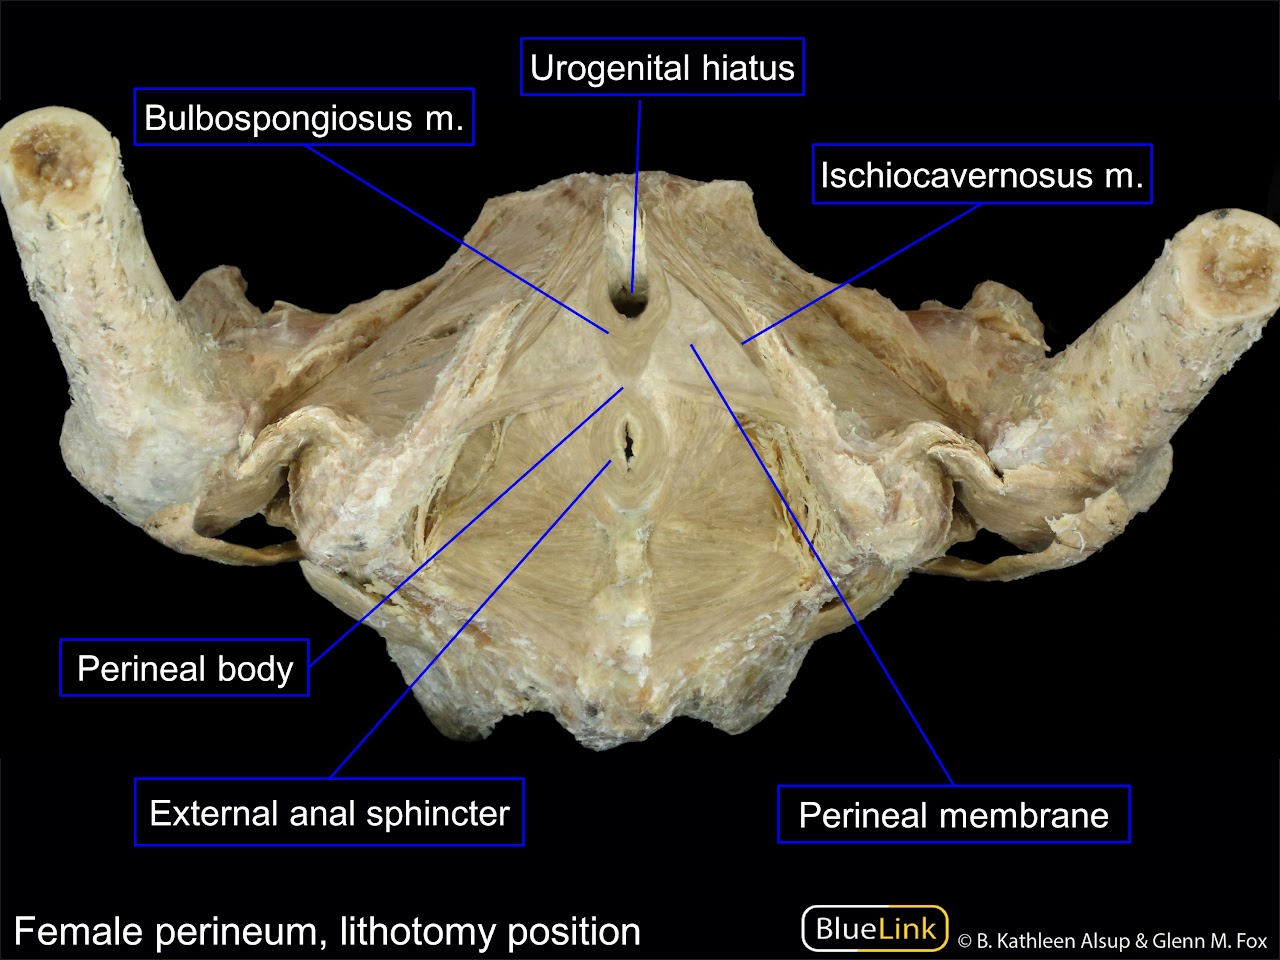 Urogenital hiatus
Bulbospongiosus m.
Ischiocavernosus m.
Perineal body
External anal sphincter
Perineal membrane
Female perineum, lithotomy position
BlueLink
© B. Kathleen Alsup & Glenn M. Fox